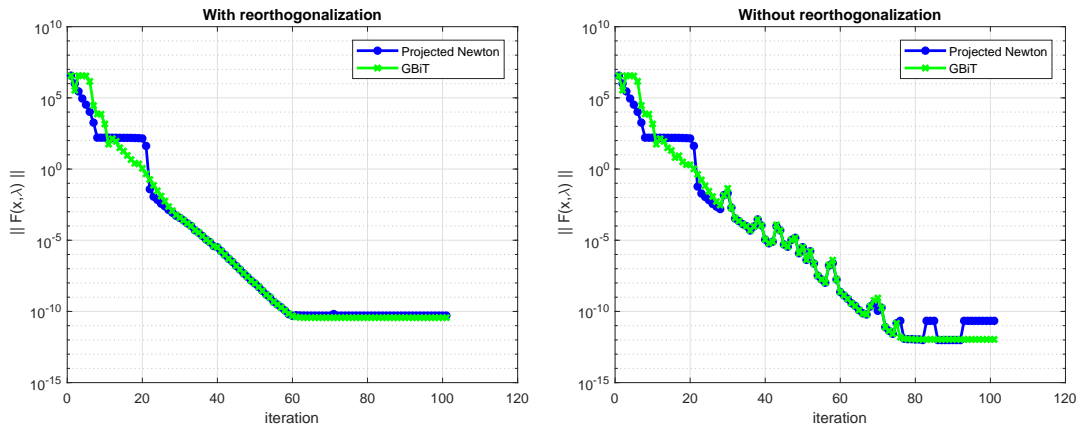 With reorthogonalization
10^10
10^5
10^0
10^-5
10^-10
10^-15
|| F(x,λ) ||
0 20 40 60 80 100 120
iteration
Projected Newton
GBiT
Without reorthogonalization
10^10
10^5
10^0
10^-5
10^-10
10^-15
|| F(x,λ) ||
0 20 40 60 80 100 120
iteration
Projected Newton
GBiT